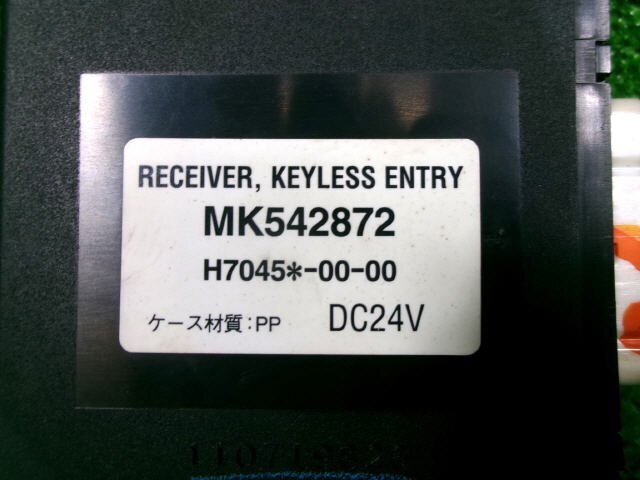 RECEIVER, KEYLESS ENTRY
MK542872
H7045*-00-00
ケース材質:PP DC24V